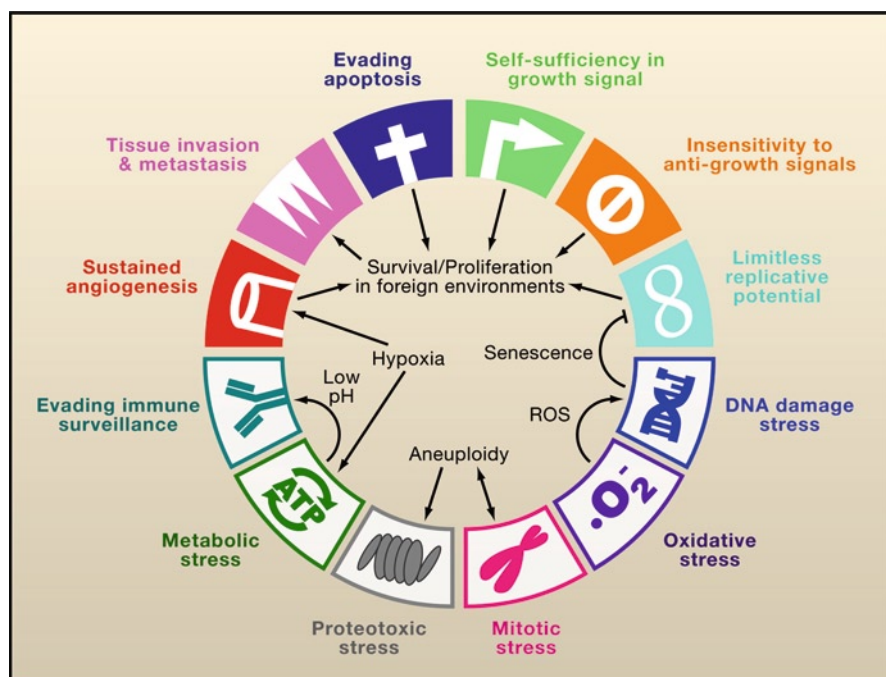 Evading
apoptosis
Self-sufficiency in
growth signal
Tissue invasion
& metastasis
Insensitivity to
anti-growth signals
Sustained
angiogenesis
Survival/Proliferation
in foreign environments
Limitless
replicative
potential
Hypoxia
Senescence
Low
pH
Evading immune
surveillance
ROS
DNA damage
stress
Aneuploidy
ATP
•O2-
Metabolic
stress
Oxidative
stress
Proteotoxic
stress
Mitotic
stress